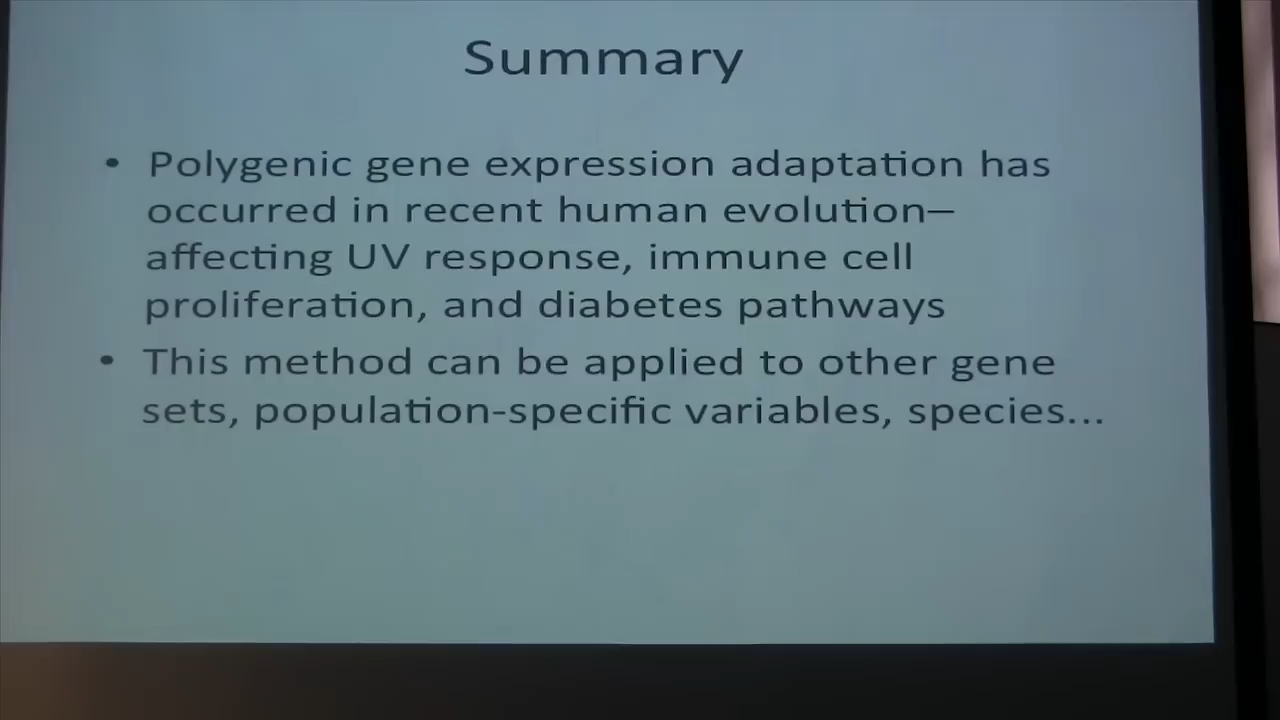 Summary
• Polygenic gene expression adaptation has
occurred in recent human evolution–
affecting UV response, immune cell
proliferation, and diabetes pathways
• This method can be applied to other gene
sets, population-specific variables, species...